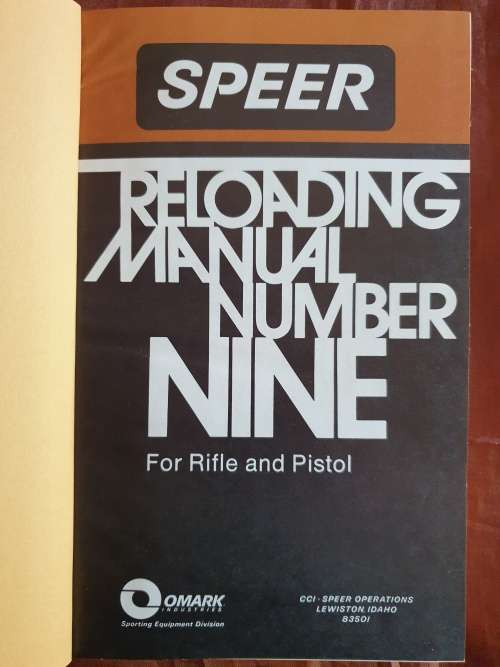 SPEER
RELOADING
MANUAL
NUMBER
NINE
For Rifle and Pistol
OMARK
INDUSTRIES
Sporting Equipment Division
CCI · SPEER OPERATIONS
LEWISTON, IDAHO
83501